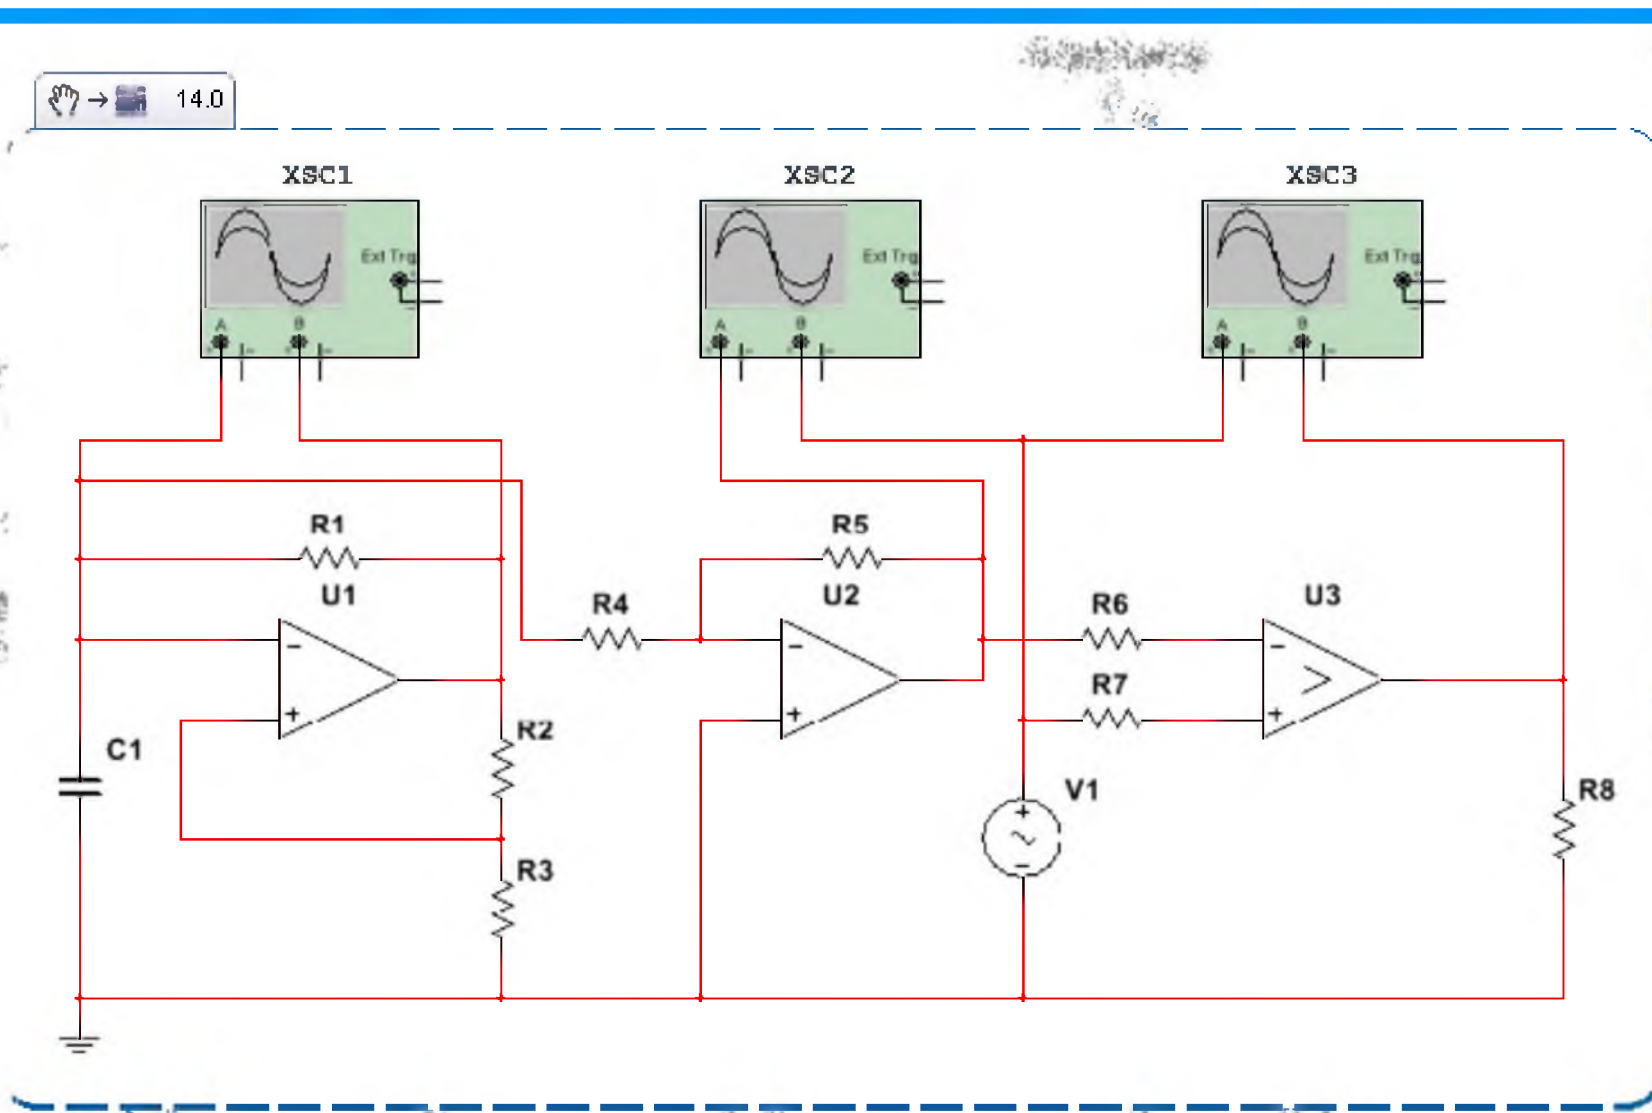 14.0
XSC1 XSC2 XSC3
Ext Trg Ext Trg Ext Trg
A B A B A B
R1 R5
U1 U2 U3
R4 R6
R7
R2
C1
V1 R8
R3